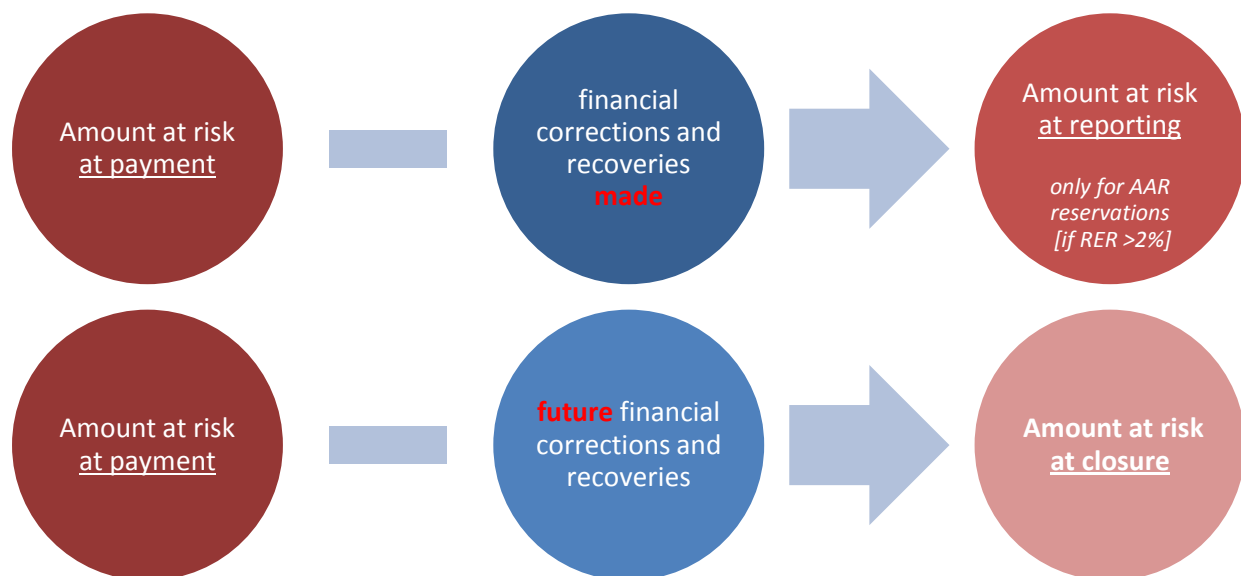 Amount at risk
at payment
financial
corrections and
recoveries
made
Amount at risk
at reporting
only for AAR
reservations
[if RER >2%]
Amount at risk
at payment
future financial
corrections and
recoveries
Amount at risk
at closure